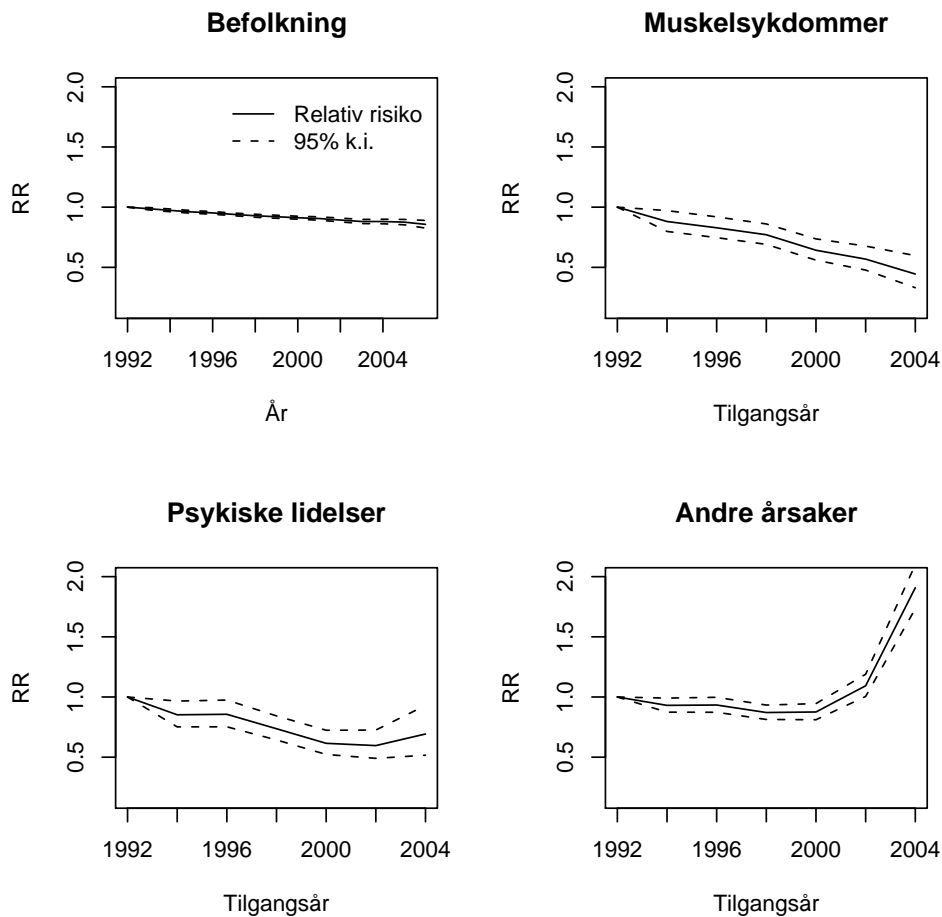 Befolkning
RR
2.0
1.5
1.0
0.5
Relativ risiko
95% k.i.
1992 1996 2000 2004
År
Muskelsykdommer
RR
2.0
1.5
1.0
0.5
1992 1996 2000 2004
Tilgangsår
Psykiske lidelser
RR
2.0
1.5
1.0
0.5
1992 1996 2000 2004
Tilgangsår
Andre årsaker
RR
2.0
1.5
1.0
0.5
1992 1996 2000 2004
Tilgangsår